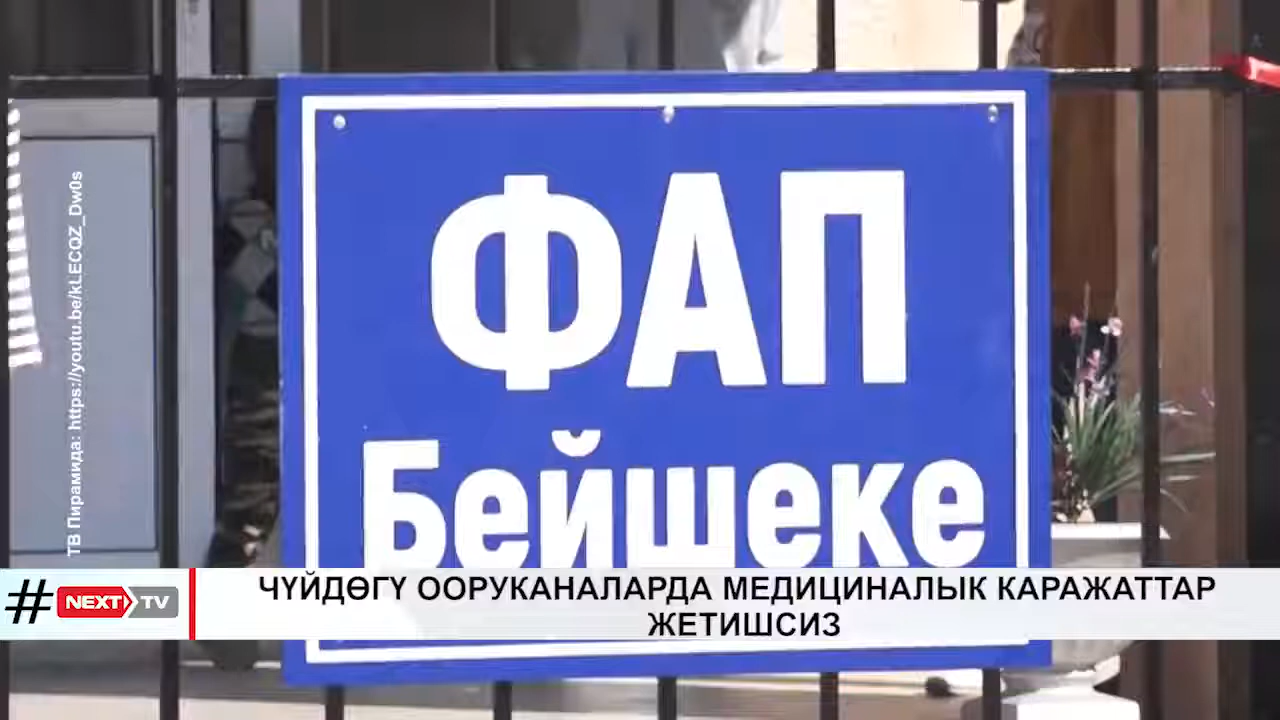 ФАП
Бейшеке
ТВ Пирамида: https://youtu.be/kLECQZ_Dw0s
# NEXT TV
ЧҮЙДӨГҮ ООРУКАНАЛАРДА МЕДИЦИНАЛЫК КАРАЖАТТАР
ЖЕТИШСИЗ